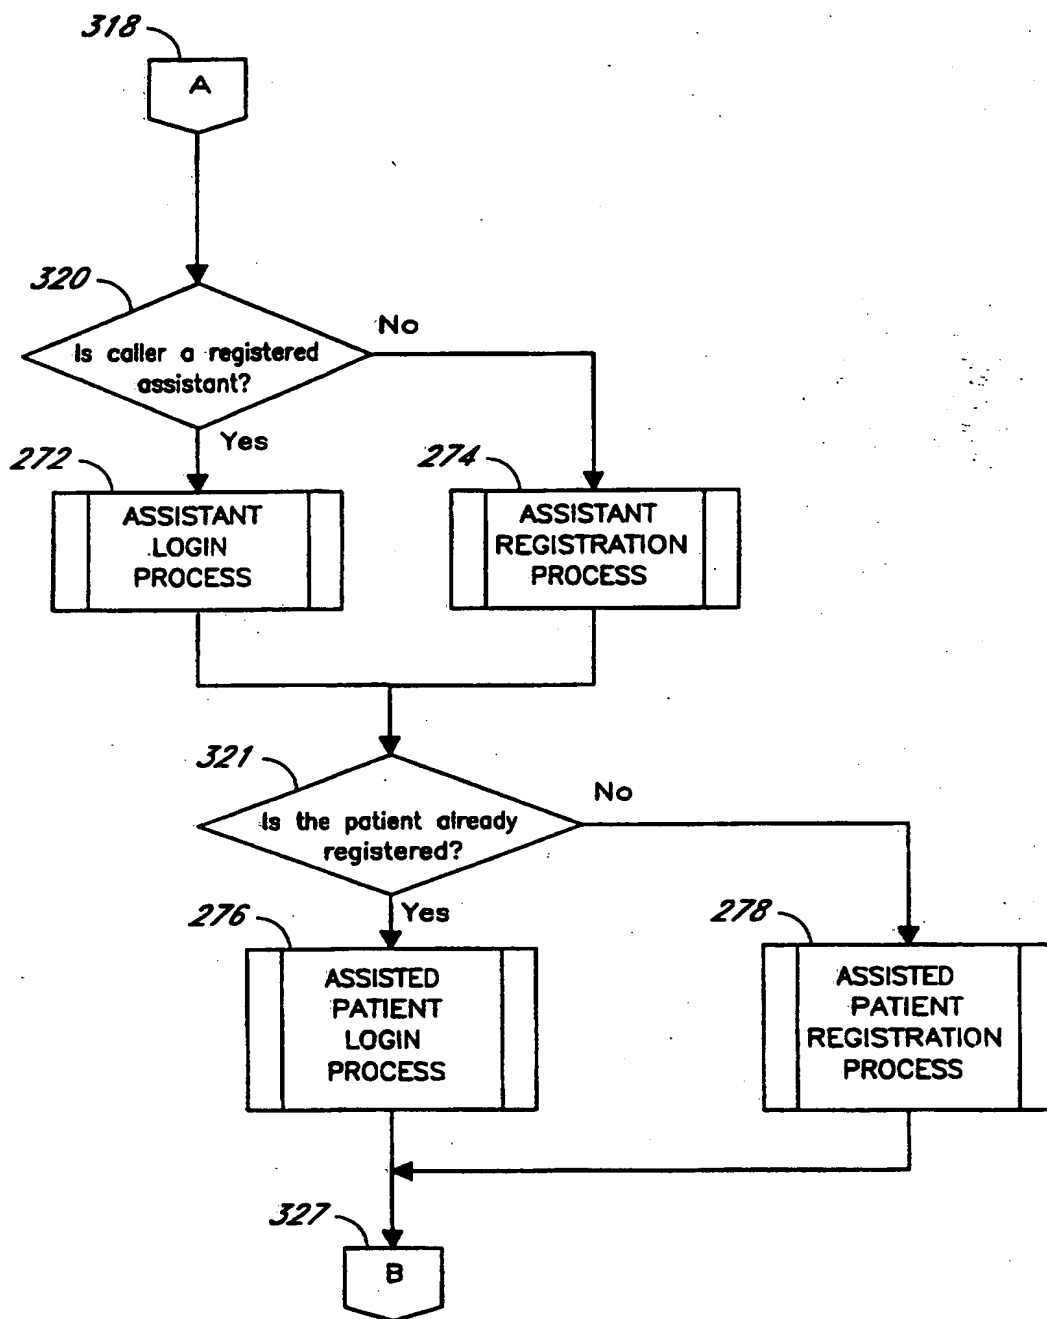 318
A
320
No
Is caller a registered
assistant?
Yes
272
274
ASSISTANT
LOGIN
PROCESS
ASSISTANT
REGISTRATION
PROCESS
321
No
Is the patient already
registered?
Yes
276
278
ASSISTED
PATIENT
LOGIN
PROCESS
ASSISTED
PATIENT
REGISTRATION
PROCESS
327
B